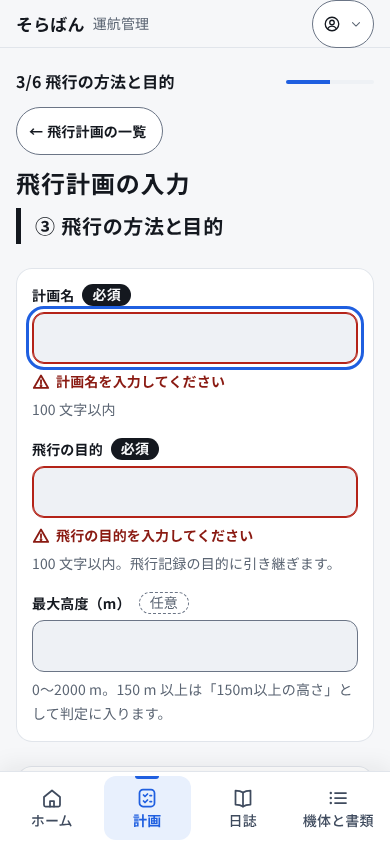 そらばん 運航管理
3/6 飛行の方法と目的
← 飛行計画の一覧
飛行計画の入力
③ 飛行の方法と目的
計画名 必須
計画名を入力してください
100 文字以内
飛行の目的 必須
飛行の目的を入力してください
100 文字以内。飛行記録の目的に引き継ぎます。
最大高度（m） 任意
0〜2000 m。150 m 以上は「150m以上の高さ」と
して判定に入ります。
ホーム 計画 日誌 機体と書類